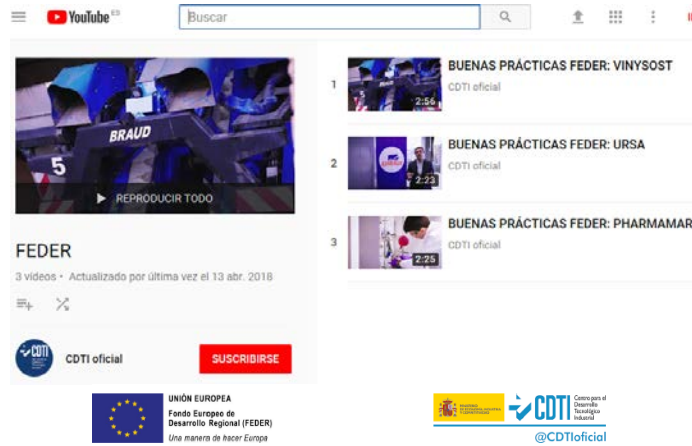 YouTube ES
Buscar
BRAUD
5
REPRODUCIR TODO
FEDER
3 vídeos • Actualizado por última vez el 13 abr. 2018
CDTI oficial
SUSCRIBIRSE
1
2:56
BUENAS PRÁCTICAS FEDER: VINYSOST
CDTI oficial
2
2:23
BUENAS PRÁCTICAS FEDER: URSA
CDTI oficial
3
2:25
BUENAS PRÁCTICAS FEDER: PHARMAMAR
CDTI oficial
UNIÓN EUROPEA
Fondo Europeo de
Desarrollo Regional (FEDER)
Una manera de hacer Europa
CDTI
Centro para el
Desarrollo
Tecnológico
Industrial
@CDTIoficial